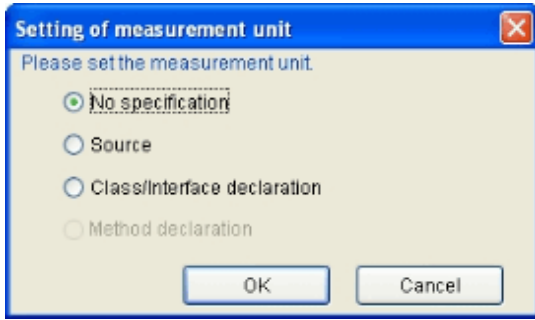 Setting of measurement unit
Please set the measurement unit.
No specification
Source
Class/Interface declaration
Method declaration
OK Cancel